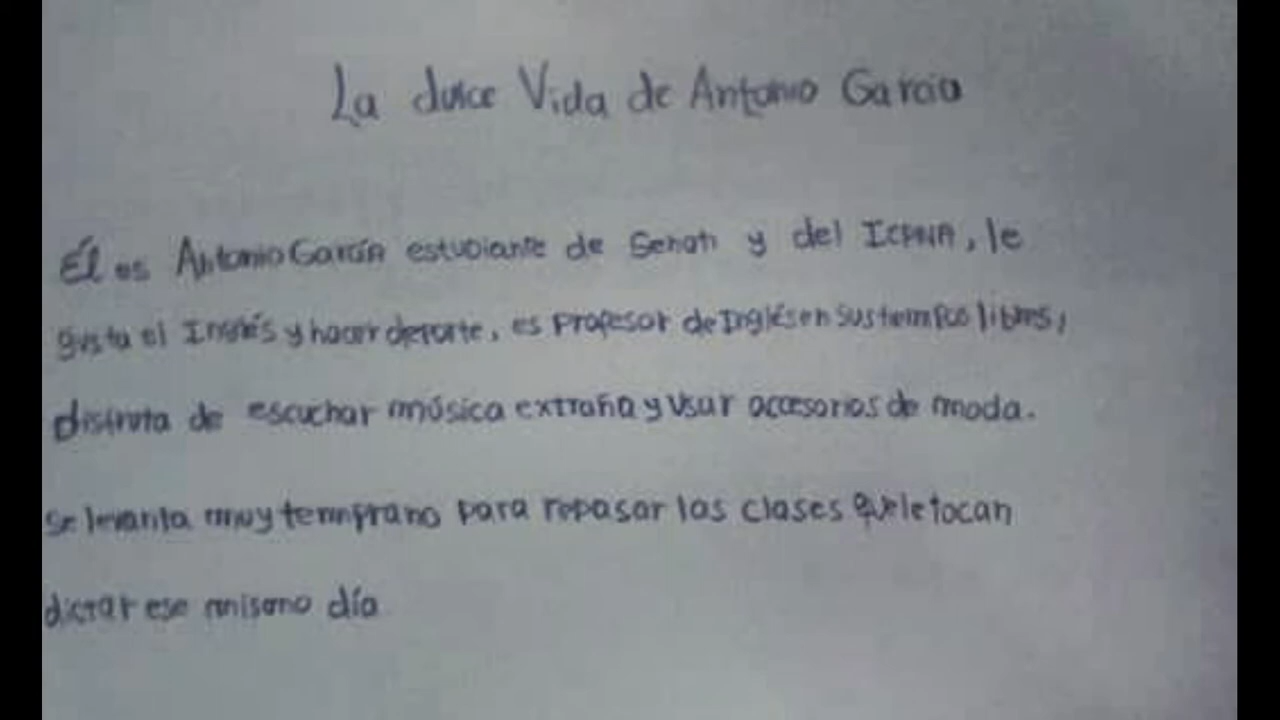 La dulce Vida de Antonio Garcia
Él es Antonio García estudiante de Senati y del ICPNA, le
gusta el Inglés y hacer deporte, es Profesor de Inglés en sus tiempos libres,
disfruta de escuchar música extraña y usar accesorios de moda.
se levanta muy temprano para repasar las clases que le tocan
dictar ese mismo día